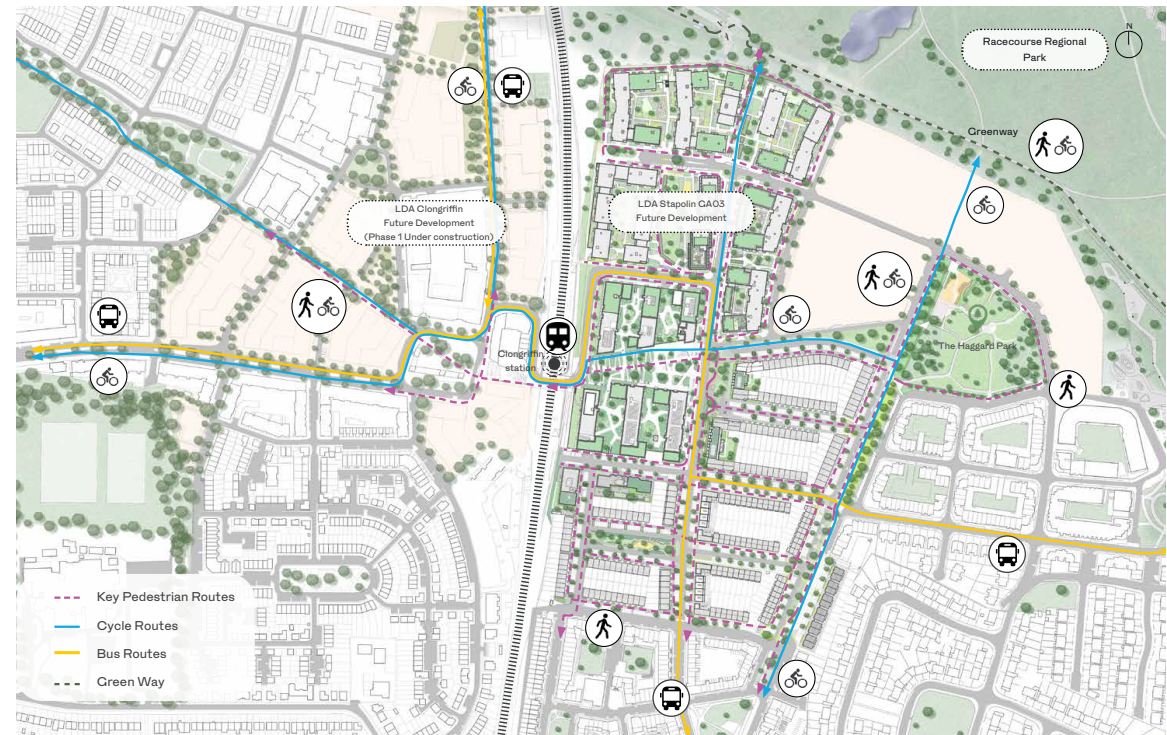 N
Racecourse Regional
Park
Greenway
LDA Clongriffin
Future Development
(Phase 1 Under construction)
LDA Stapolin GA03
Future Development
The Haggard Park
Clongriffin
station
Key Pedestrian Routes
Cycle Routes
Bus Routes
Green Way